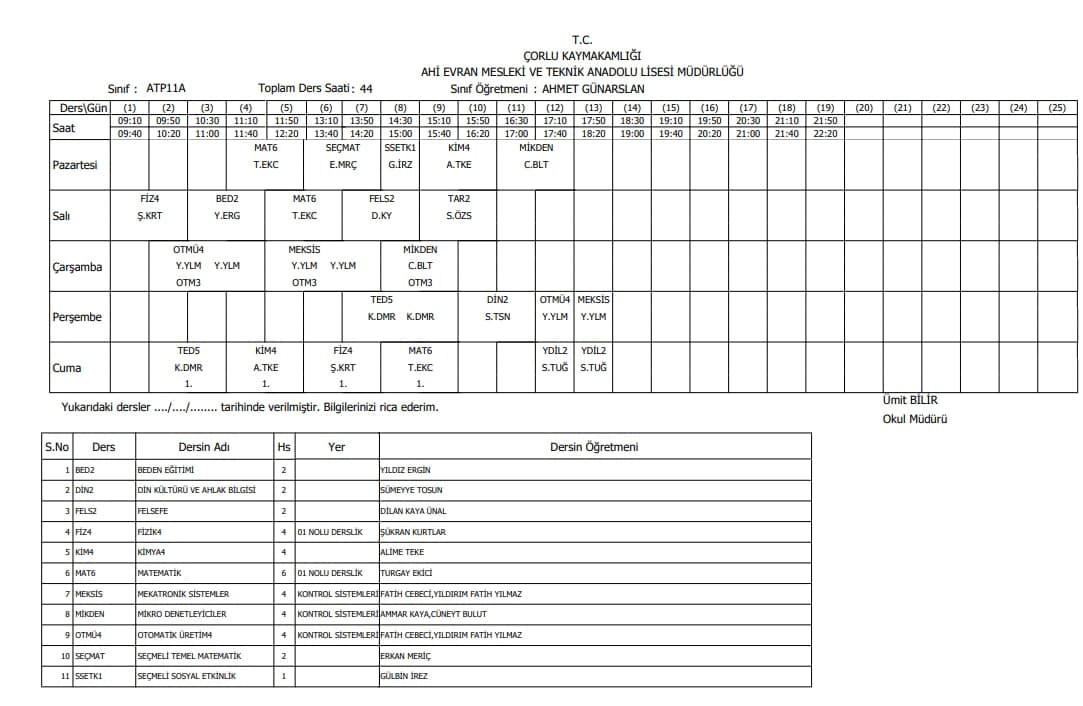 T.C.
ÇORLU KAYMAKAMLIĞI
AHİ EVRAN MESLEKİ VE TEKNİK ANADOLU LİSESİ MÜDÜRLÜĞÜ
Sınıf : ATP11A Toplam Ders Saati: 44 Sınıf Öğretmeni : AHMET GÜNARSLAN
Ders\Gün (1) (2) (3) (4) (5) (6) (7) (8) (9) (10) (11) (12) (13) (14) (15) (16) (17) (18) (19) (20) (21) (22) (23) (24) (25)
Saat 09:10 09:50 10:30 11:10 11:50 13:10 13:50 14:30 15:10 15:50 16:30 17:10 17:50 18:30 19:10 19:50 20:30 21:10 21:50
09:40 10:20 11:00 11:40 12:20 13:40 14:20 15:00 15:40 16:20 17:00 17:40 18:20 19:00 19:40 20:20 21:00 21:40 22:20
MAT6 SEÇMAT SSETK1 KİM4 MİKDEN
Pazartesi T.EKC E.MRÇ G.İRZ A.TKE C.BLT
FİZ4 BED2 MAT6 FELS2 TAR2
Salı Ş.KRT Y.ERG T.EKC D.KY S.ÖZS
OTMÜ4 MEKSİS MİKDEN
Çarşamba Y.YLM Y.YLM Y.YLM Y.YLM C.BLT
OTM3 OTM3 OTM3
TED5 DİN2 OTMÜ4 MEKSİS
Perşembe K.DMR K.DMR S.TSN Y.YLM Y.YLM
TED5 KİM4 FİZ4 MAT6 YDİL2 YDİL2
Cuma K.DMR A.TKE Ş.KRT T.EKC S.TUĞ S.TUĞ
1. 1. 1. 1.
Yukarıdaki dersler ..../..../........ tarihinde verilmiştir. Bilgilerinizi rica ederim.
Ümit BİLİR
Okul Müdürü
S.No Ders Dersin Adı Hs Yer Dersin Öğretmeni
1 BED2 BEDEN EĞİTİMİ 2 YILDIZ ERGİN
2 DİN2 DİN KÜLTÜRÜ VE AHLAK BİLGİSİ 2 SÜMEYYE TOSUN
3 FELS2 FELSEFE 2 DİLAN KAYA ÜNAL
4 FİZ4 FİZİK4 4 01 NOLU DERSLİK ŞÜKRAN KURTLAR
5 KİM4 KİMYA4 4 ALİME TEKE
6 MAT6 MATEMATİK 6 01 NOLU DERSLİK TURGAY EKİCİ
7 MEKSİS MEKATRONİK SİSTEMLER 4 KONTROL SİSTEMLERİ FATİH CEBECİ,YILDIRIM FATİH YILMAZ
8 MİKDEN MİKRO DENETLEYİCİLER 4 KONTROL SİSTEMLERİ AMMAR KAYA,CÜNEYT BULUT
9 OTMÜ4 OTOMATİK ÜRETİM4 4 KONTROL SİSTEMLERİ FATİH CEBECİ,YILDIRIM FATİH YILMAZ
10 SEÇMAT SEÇMELİ TEMEL MATEMATİK 2 ERKAN MERİÇ
11 SSETK1 SEÇMELİ SOSYAL ETKİNLİK 1 GÜLBİN İREZ